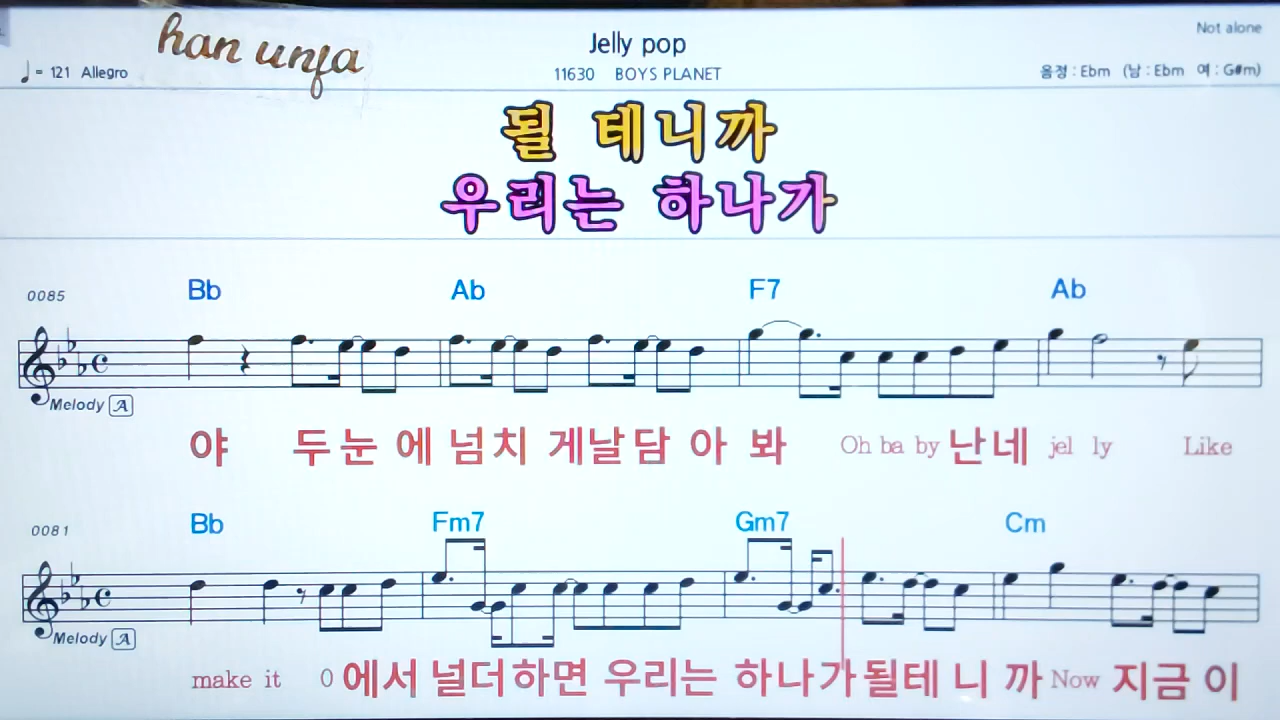 han unja
Jelly pop
Not alone
♩= 121 Allegro
11630 BOYS PLANET
음정 : Ebm (남 : Ebm 여 : G#m)
될 테니까
우리는 하나가
0085 Bb Ab F7 Ab
Melody A
야 두눈 에 넘치 게날담 아 봐 Oh ba by 난네 jel ly Like
0081 Bb Fm7 Gm7 Cm
Melody A
make it 0 에서 널더하면 우리는 하나가될테 니 까 Now 지금 이